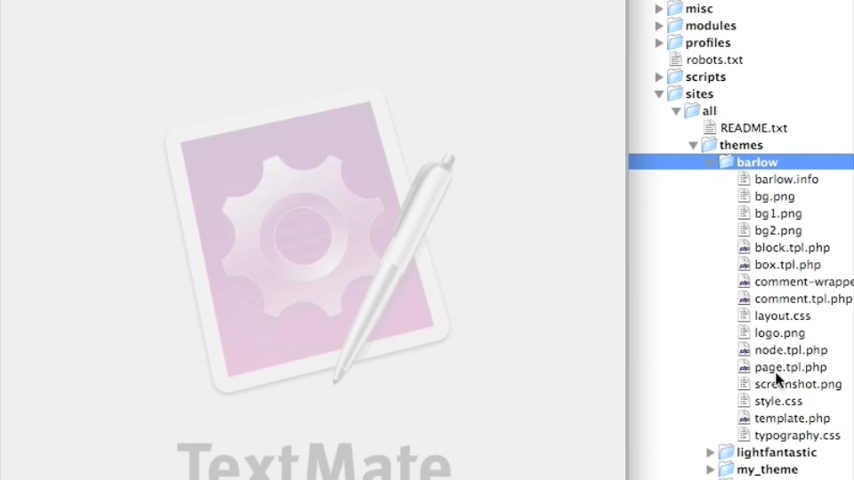 misc
modules
profiles
robots.txt
scripts
sites
all
README.txt
themes
barlow
barlow.info
bg.png
bg1.png
bg2.png
block.tpl.php
box.tpl.php
comment-wrappe
comment.tpl.php
layout.css
logo.png
node.tpl.php
page.tpl.php
screenshot.png
style.css
template.php
typography.css
lightfantastic
my_theme
TextMate